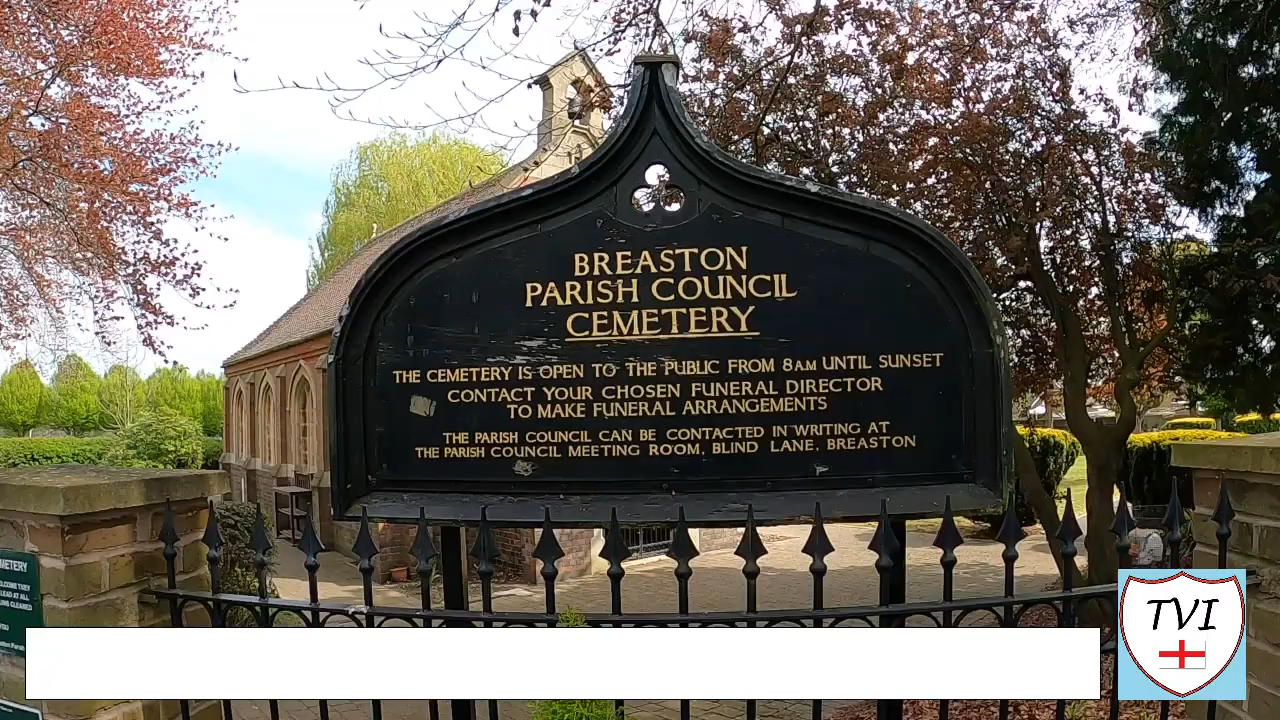 BREASTON
PARISH COUNCIL
CEMETERY
THE CEMETERY IS OPEN TO THE PUBLIC FROM 8AM UNTIL SUNSET
CONTACT YOUR CHOSEN FUNERAL DIRECTOR
TO MAKE FUNERAL ARRANGEMENTS
THE PARISH COUNCIL CAN BE CONTACTED IN WRITING AT
THE PARISH COUNCIL MEETING ROOM, BLIND LANE, BREASTON
TVI